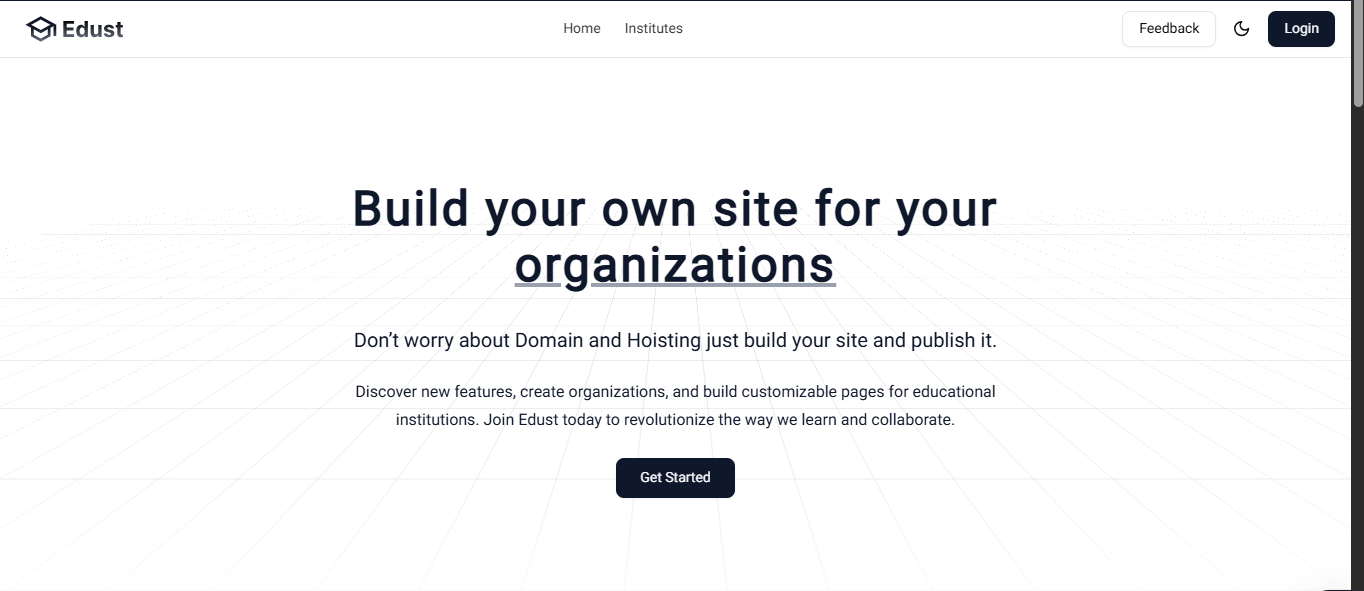 Edust
Home
Institutes
Feedback
Login
Build your own site for your
organizations
Don’t worry about Domain and Hoisting just build your site and publish it.
Discover new features, create organizations, and build customizable pages for educational
institutions. Join Edust today to revolutionize the way we learn and collaborate.
Get Started